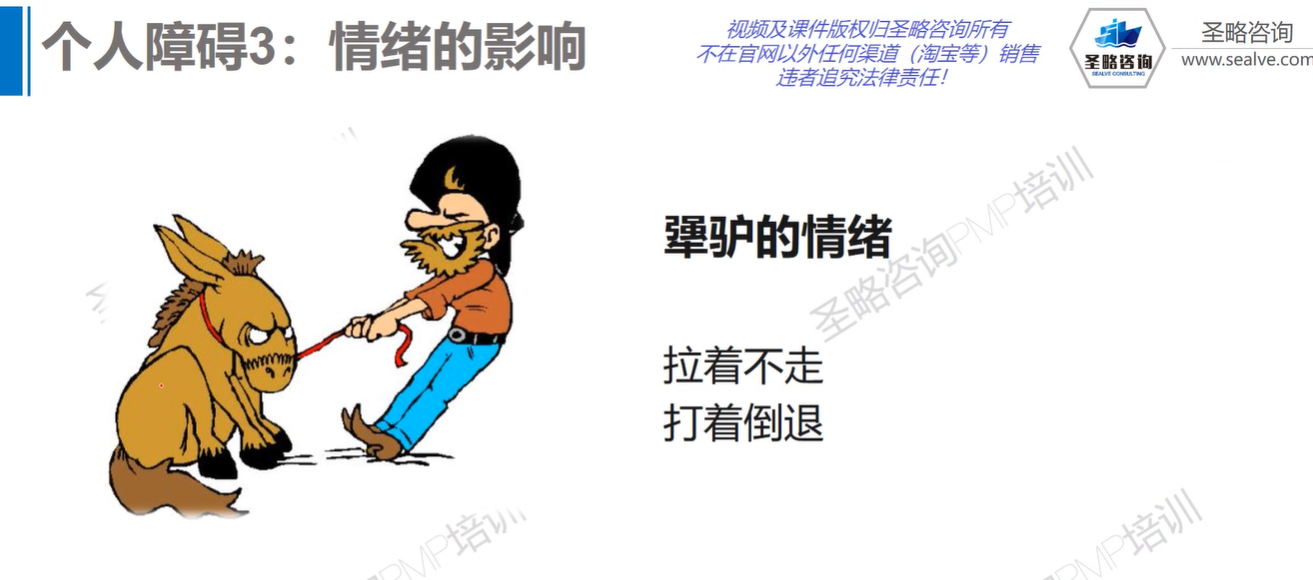 个人障碍3：情绪的影响
视频及课件版权归圣略咨询所有
不在官网以外任何渠道（淘宝等）销售
违者追究法律责任！
圣略咨询
SEALVE CONSULTING
圣略咨询
www.sealve.com
犟驴的情绪
拉着不走
打着倒退
圣略咨询PMP培训
PMP培训
PMP培训